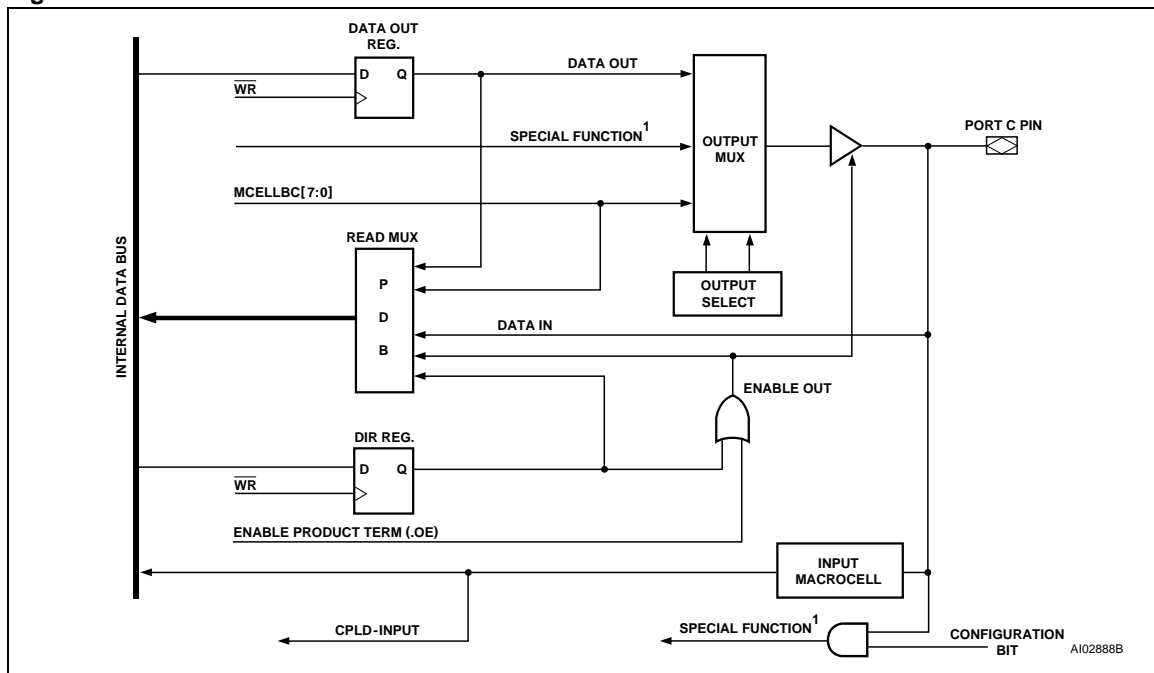 DATA OUT
REG.
D Q
WR
DATA OUT
SPECIAL FUNCTION1
OUTPUT
MUX
PORT C PIN
MCELLBC[7:0]
READ MUX
P
D
B
OUTPUT
SELECT
INTERNAL DATA BUS
DATA IN
ENABLE OUT
DIR REG.
D Q
WR
ENABLE PRODUCT TERM (.OE)
INPUT
MACROCELL
CPLD-INPUT
SPECIAL FUNCTION1
CONFIGURATION
BIT
AI02888B